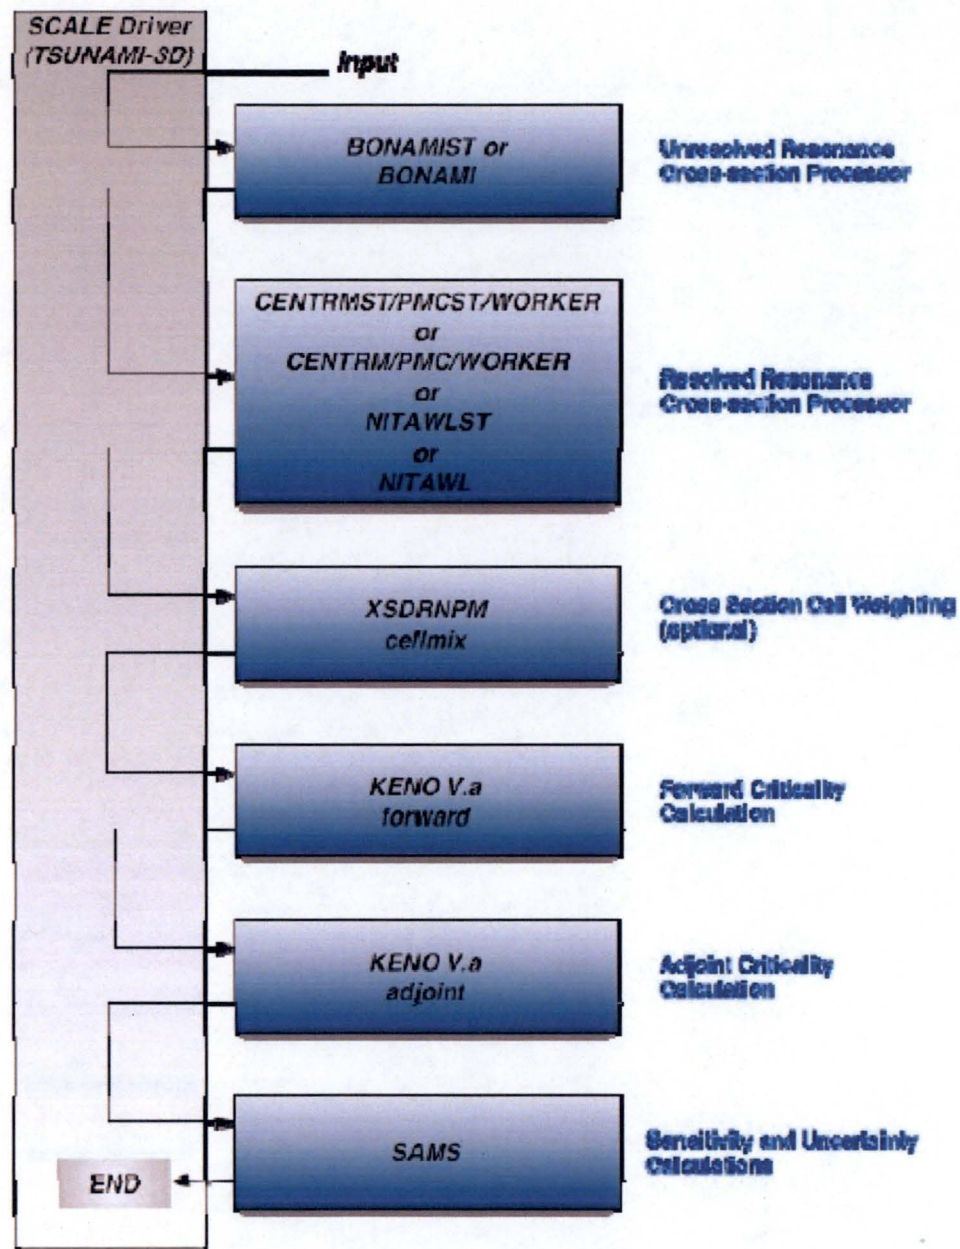 SCALE Driver
(TSUNAMI-3D)
Input
BONAMIST or
BONAMI
Unresolved Resonance
Cross-section Processor
CENTRMST/PMCST/WORKER
or
CENTRM/PMC/WORKER
or
NITAWLST
or
NITAWL
Resolved Resonance
Cross-section Processor
XSDRNPM
cellmix
Cross Section Cell Weighting
(optional)
KENO V.a
forward
Forward Criticality
Calculation
KENO V.a
adjoint
Adjoint Criticality
Calculation
SAMS
Sensitivity and Uncertainty
Calculations
END